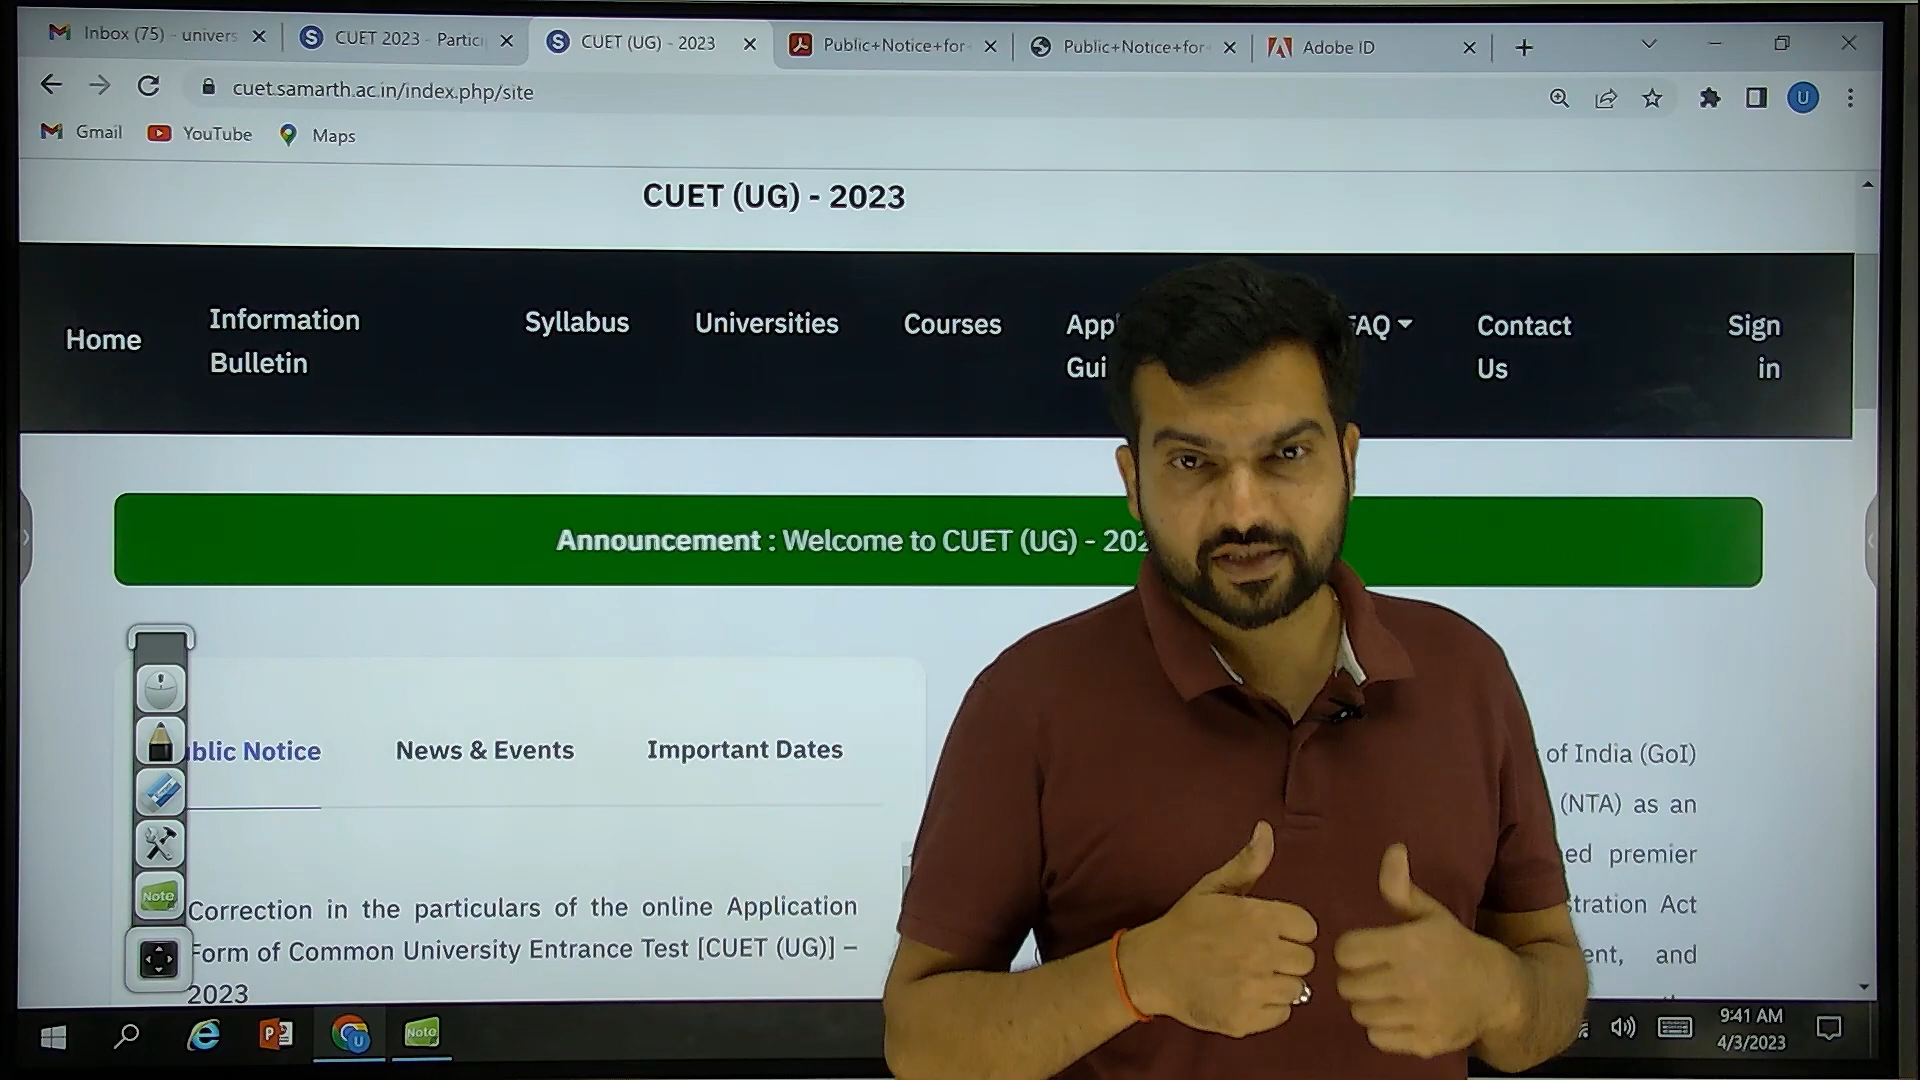 Inbox (75) - univers
CUET 2023 - Partici
CUET (UG) - 2023
Public+Notice+for
Public+Notice+for
Adobe ID
cuet.samarth.ac.in/index.php/site
U
Gmail
YouTube
Maps
CUET (UG) - 2023
Home
Information
Bulletin
Syllabus
Universities
Courses
App
Gui
FAQ
Contact
Us
Sign
in
Announcement : Welcome to CUET (UG) - 202
blic Notice
News & Events
Important Dates
Correction in the particulars of the online Application
Form of Common University Entrance Test [CUET (UG)] –
2023
of India (GoI)
(NTA) as an
ed premier
stration Act
ent, and
Note
Note
9:41 AM
4/3/2023